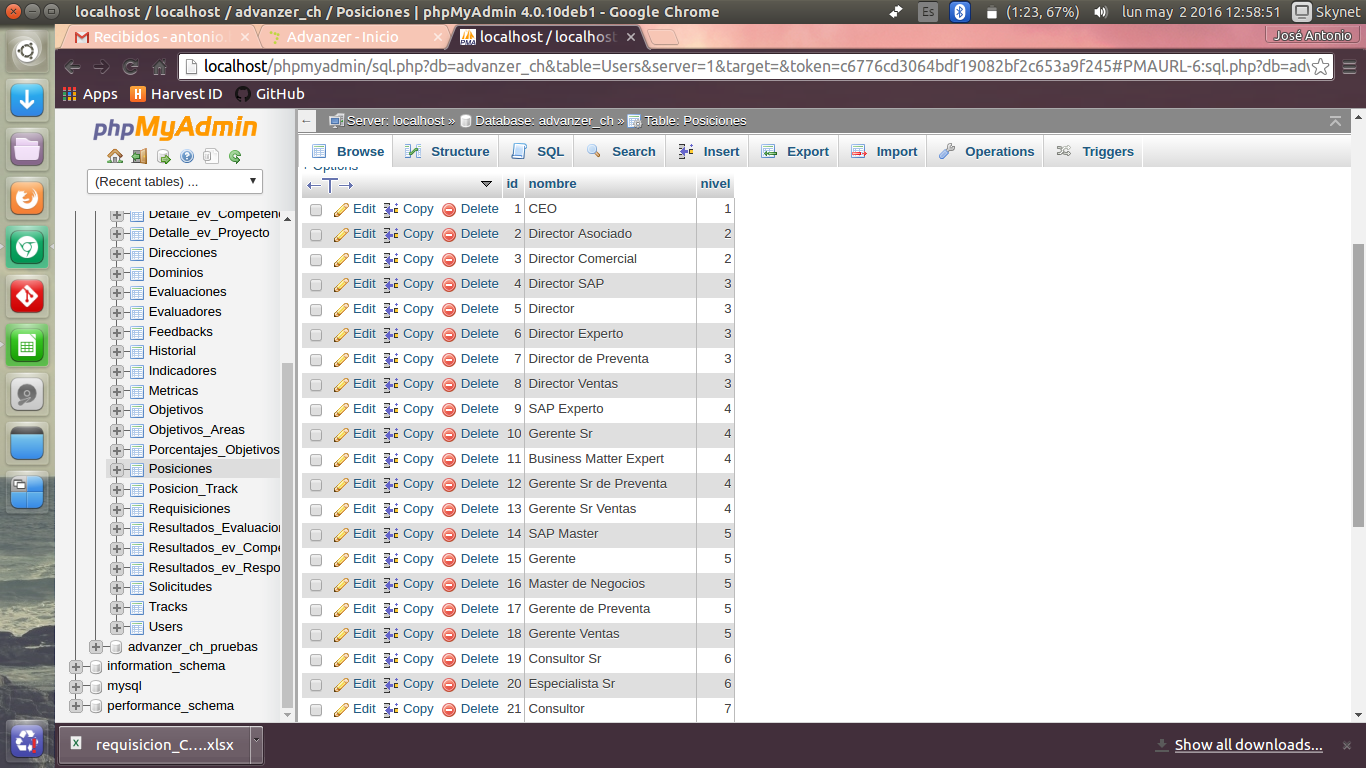 localhost / localhost / advanzer_ch / Posiciones | phpMyAdmin 4.0.10deb1 - Google Chrome
Es
(1:23, 67%)
lun may 2 2016 12:58:51
Skynet
Recibidos - antonio.
Advanzer - Inicio
localhost / localhost
José Antonio
localhost/phpmyadmin/sql.php?db=advanzer_ch&table=Users&server=1&target=&token=c6776cd3064bdf19082bf2c653a9f245#PMAURL-6:sql.php?db=adv
Apps
Harvest ID
GitHub
phpMyAdmin
(Recent tables) ...
Detalle_ev_Competen
Detalle_ev_Proyecto
Direcciones
Dominios
Evaluaciones
Evaluadores
Feedbacks
Historial
Indicadores
Metricas
Objetivos
Objetivos_Areas
Porcentajes_Objetivos
Posiciones
Posicion_Track
Requisiciones
Resultados_Evaluacion
Resultados_ev_Compe
Resultados_ev_Respo
Solicitudes
Tracks
Users
advanzer_ch_pruebas
information_schema
mysql
performance_schema
Server: localhost » Database: advanzer_ch » Table: Posiciones
Browse Structure SQL Search Insert Export Import Operations Triggers
+ Options
←T→ id nombre nivel
Edit Copy Delete 1 CEO 1
Edit Copy Delete 2 Director Asociado 2
Edit Copy Delete 3 Director Comercial 2
Edit Copy Delete 4 Director SAP 3
Edit Copy Delete 5 Director 3
Edit Copy Delete 6 Director Experto 3
Edit Copy Delete 7 Director de Preventa 3
Edit Copy Delete 8 Director Ventas 3
Edit Copy Delete 9 SAP Experto 4
Edit Copy Delete 10 Gerente Sr 4
Edit Copy Delete 11 Business Matter Expert 4
Edit Copy Delete 12 Gerente Sr de Preventa 4
Edit Copy Delete 13 Gerente Sr Ventas 4
Edit Copy Delete 14 SAP Master 5
Edit Copy Delete 15 Gerente 5
Edit Copy Delete 16 Master de Negocios 5
Edit Copy Delete 17 Gerente de Preventa 5
Edit Copy Delete 18 Gerente Ventas 5
Edit Copy Delete 19 Consultor Sr 6
Edit Copy Delete 20 Especialista Sr 6
Edit Copy Delete 21 Consultor 7
requisicion_C....xlsx
Show all downloads...